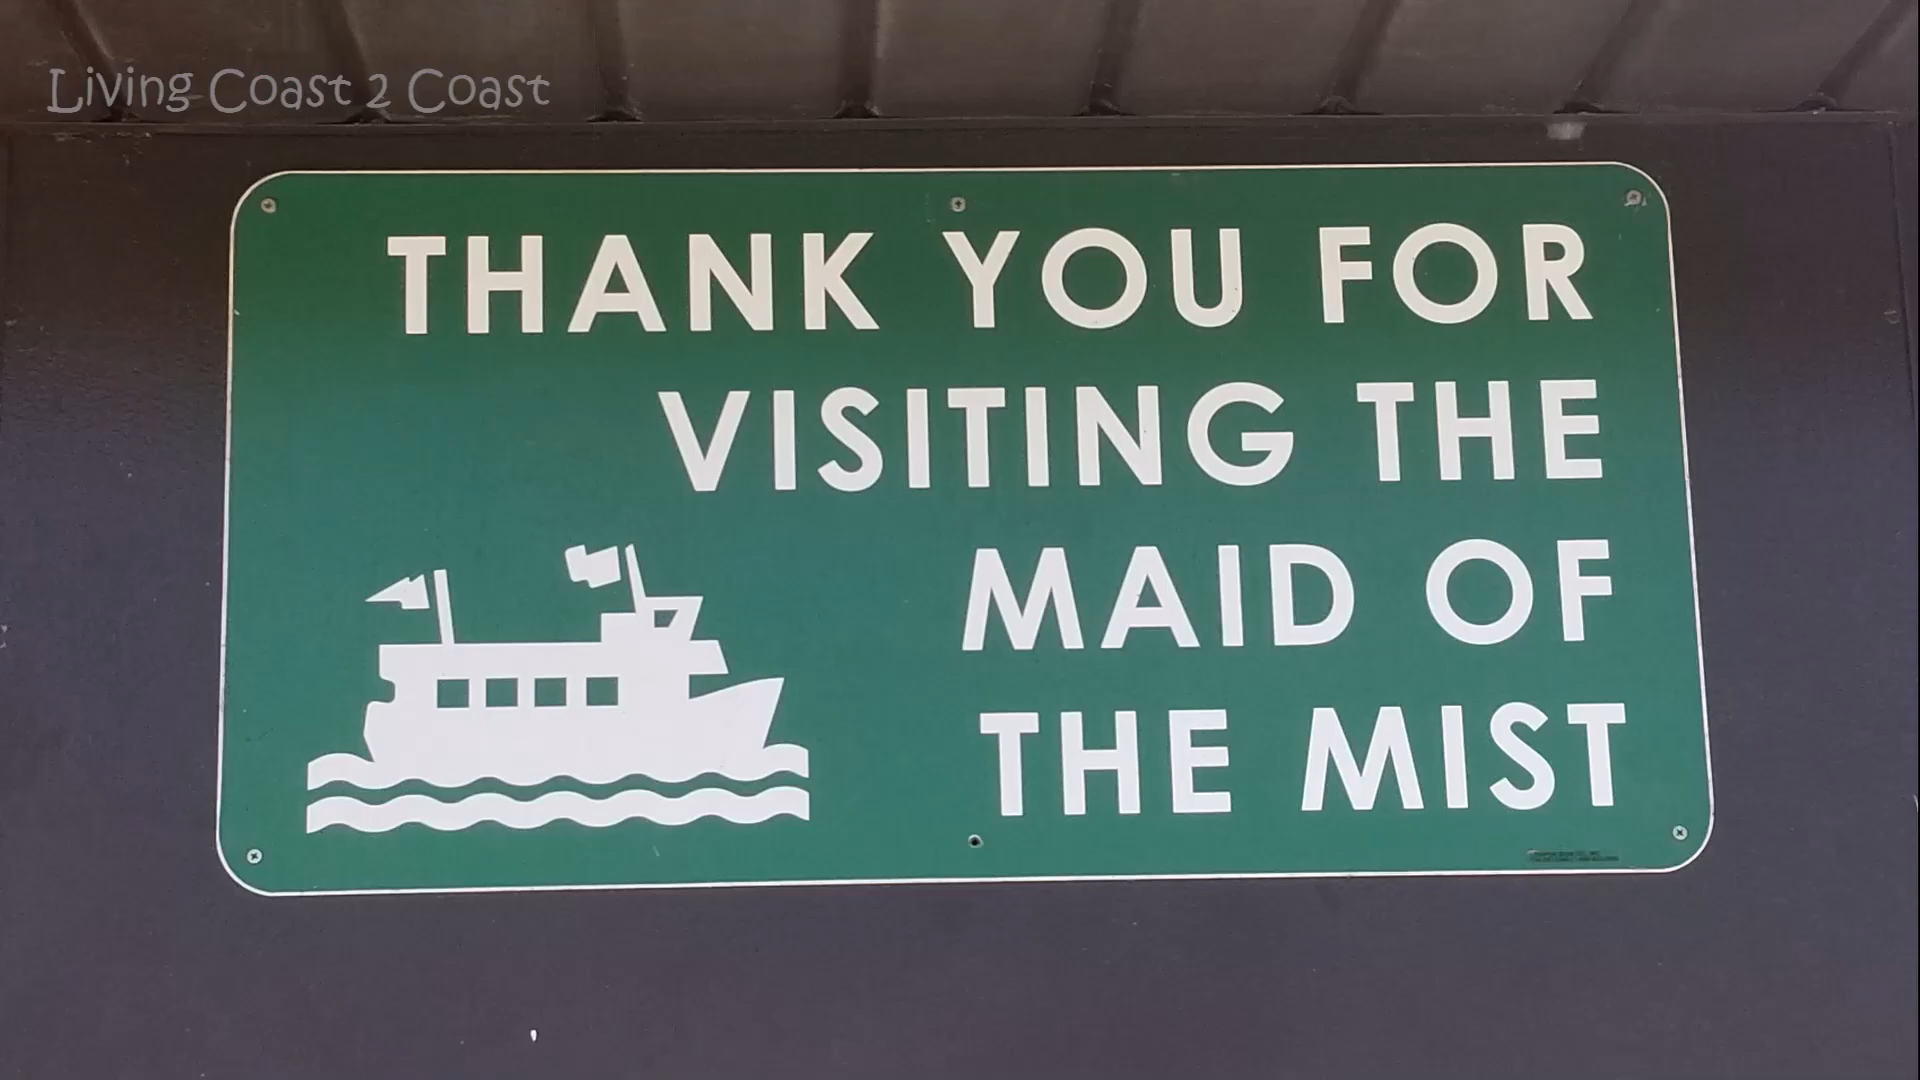 Living Coast 2 Coast
THANK YOU FOR
VISITING THE
MAID OF
THE MIST